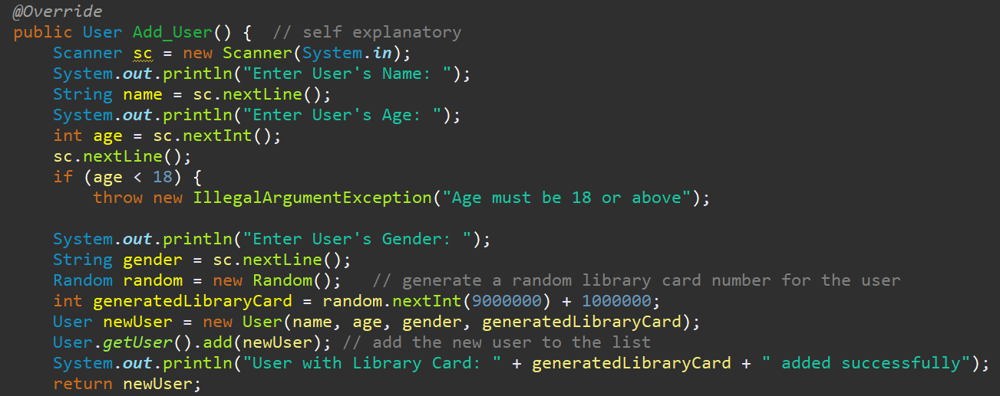 @Override
public User Add_User() {  // self explanatory
    Scanner sc = new Scanner(System.in);
    System.out.println("Enter User's Name: ");
    String name = sc.nextLine();
    System.out.println("Enter User's Age: ");
    int age = sc.nextInt();
    sc.nextLine();
    if (age < 18) {
        throw new IllegalArgumentException("Age must be 18 or above");

    System.out.println("Enter User's Gender: ");
    String gender = sc.nextLine();
    Random random = new Random();   // generate a random library card number for the user
    int generatedLibraryCard = random.nextInt(9000000) + 1000000;
    User newUser = new User(name, age, gender, generatedLibraryCard);
    User.getUser().add(newUser); // add the new user to the list
    System.out.println("User with Library Card: " + generatedLibraryCard + " added successfully");
    return newUser;